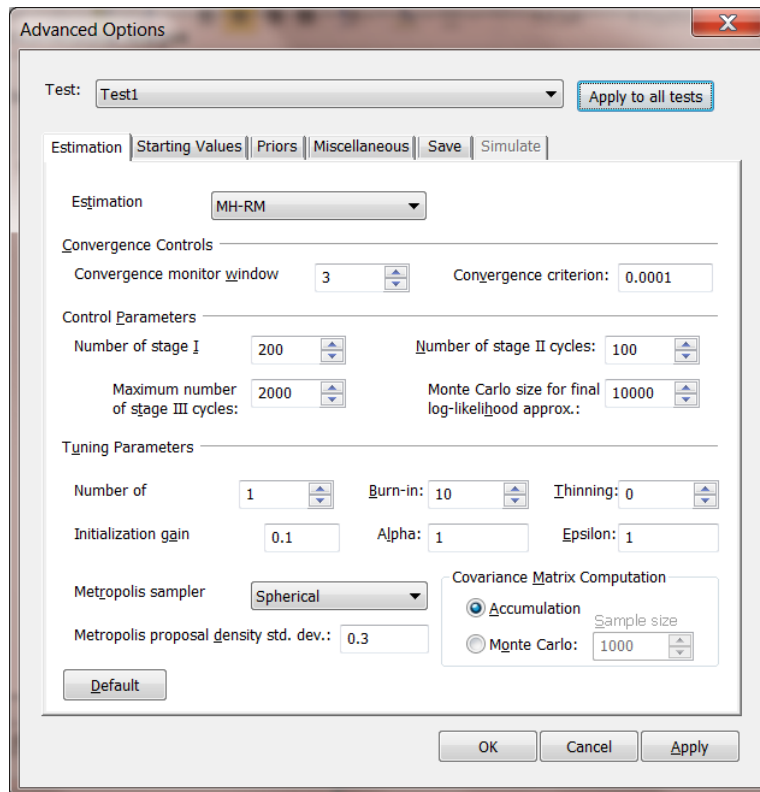 Advanced Options
Test: Test1 Apply to all tests
Estimation Starting Values Priors Miscellaneous Save Simulate
Estimation MH-RM
Convergence Controls
Convergence monitor window 3 Convergence criterion: 0.0001
Control Parameters
Number of stage I 200 Number of stage II cycles: 100
Maximum number
of stage III cycles: 2000
Monte Carlo size for final
log-likelihood approx.: 10000
Tuning Parameters
Number of 1 Burn-in: 10 Thinning: 0
Initialization gain 0.1 Alpha: 1 Epsilon: 1
Metropolis sampler Spherical
Metropolis proposal density std. dev.: 0.3
Covariance Matrix Computation
Accumulation
Sample size
Monte Carlo: 1000
Default
OK Cancel Apply